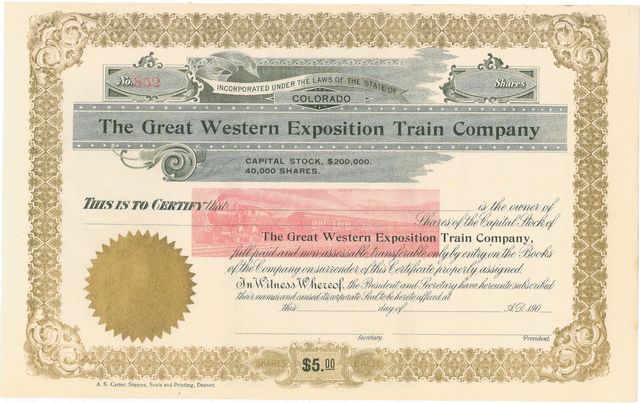 No. 852
Shares
INCORPORATED UNDER THE LAWS OF THE STATE OF
COLORADO
The Great Western Exposition Train Company
CAPITAL STOCK, $200,000.
40,000 SHARES.
THIS IS TO CERTIFY that
is the owner of
Shares of the Capital Stock of
The Great Western Exposition Train Company,
full paid and non-assessable, transferable only by entry on the Books
of the Company on surrender of this Certificate properly assigned.
In Witness Whereof, the President and Secretary have hereunto subscribed
their names and caused its corporate Seal to be hereto affixed, at
this day of A.D. 190
Secretary. President.
SHARES $5.00 EACH
A. S. Carter, Stamps, Seals and Printing, Denver.